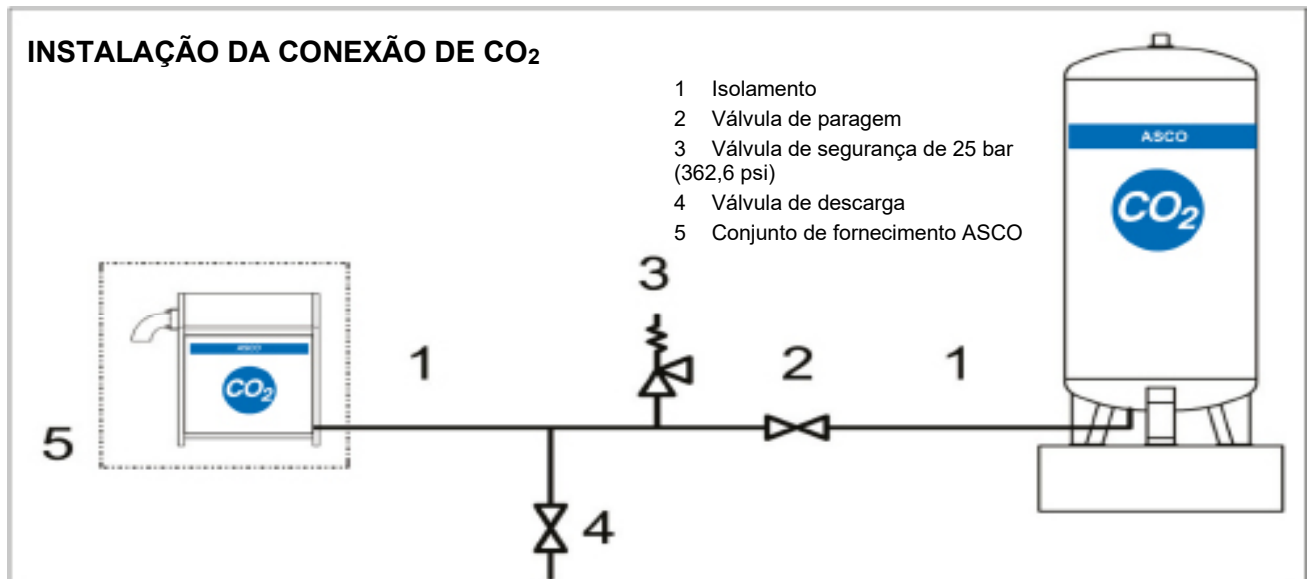 INSTALAÇÃO DA CONEXÃO DE CO2
1 Isolamento
2 Válvula de paragem
3 Válvula de segurança de 25 bar
(362,6 psi)
4 Válvula de descarga
5 Conjunto de fornecimento ASCO
ASCO
CO2
3
1
2
1
ASCO
CO2
5
4